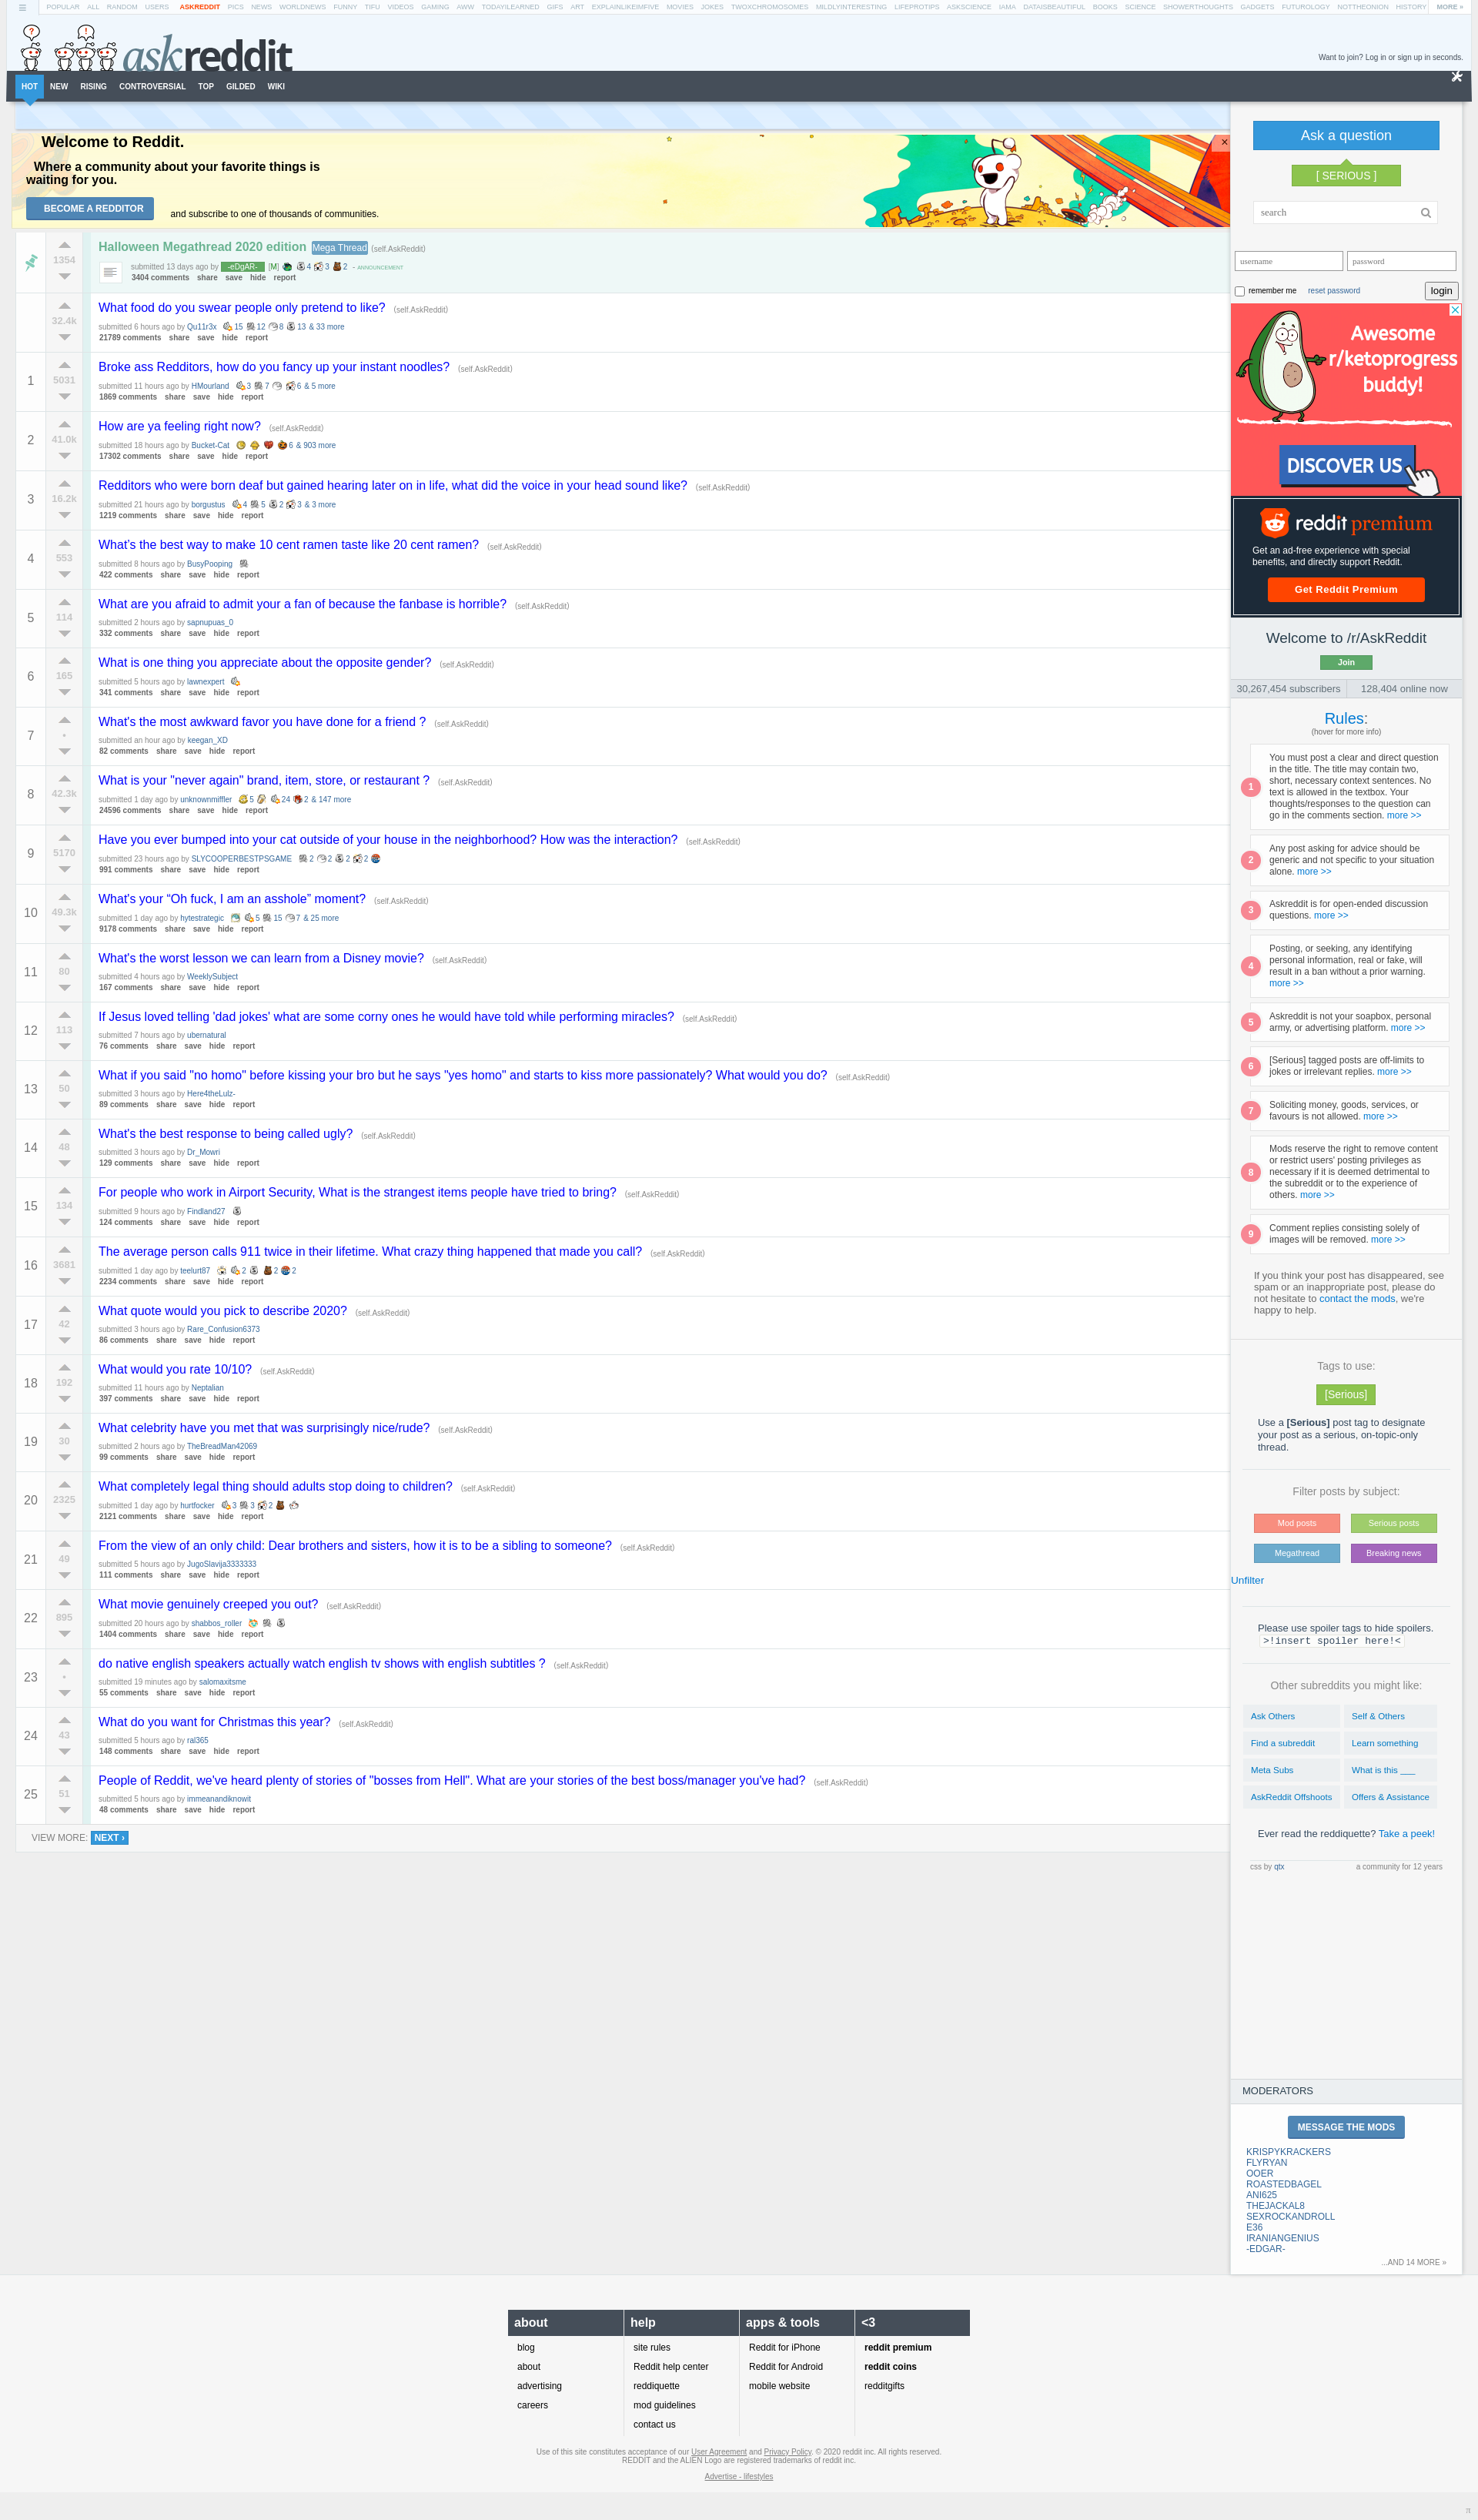 POPULAR ALL RANDOM USERS ASKREDDIT PICS NEWS WORLDNEWS FUNNY TIFU VIDEOS GAMING AWW TODAYILEARNED GIFS ART EXPLAINLIKEIMFIVE MOVIES JOKES TWOXCHROMOSOMES MILDLYINTERESTING LIFEPROTIPS ASKSCIENCE IAMA DATAISBEAUTIFUL BOOKS SCIENCE SHOWERTHOUGHTS GADGETS FUTUROLOGY NOTTHEONION HISTORY MORE »
askreddit
Want to join? Log in or sign up in seconds.
HOT NEW RISING CONTROVERSIAL TOP GILDED WIKI
Welcome to Reddit.
Where a community about your favorite things is
waiting for you.
BECOME A REDDITOR and subscribe to one of thousands of communities.
×
1354
Halloween Megathread 2020 edition Mega Thread (self.AskReddit)
submitted 13 days ago by -eDgAR- [M] 4 3 2 - ANNOUNCEMENT
3404 comments share save hide report
32.4k
What food do you swear people only pretend to like? (self.AskReddit)
submitted 6 hours ago by Qu11r3x 15 12 8 13 & 33 more
21789 comments share save hide report
1 5031
Broke ass Redditors, how do you fancy up your instant noodles? (self.AskReddit)
submitted 11 hours ago by HMourland 3 7 6 & 5 more
1869 comments share save hide report
2 41.0k
How are ya feeling right now? (self.AskReddit)
submitted 18 hours ago by Bucket-Cat 6 & 903 more
17302 comments share save hide report
3 16.2k
Redditors who were born deaf but gained hearing later on in life, what did the voice in your head sound like? (self.AskReddit)
submitted 21 hours ago by borgustus 4 5 2 3 & 3 more
1219 comments share save hide report
4 553
What's the best way to make 10 cent ramen taste like 20 cent ramen? (self.AskReddit)
submitted 8 hours ago by BusyPooping
422 comments share save hide report
5 114
What are you afraid to admit your a fan of because the fanbase is horrible? (self.AskReddit)
submitted 2 hours ago by sapnupuas_0
332 comments share save hide report
6 165
What is one thing you appreciate about the opposite gender? (self.AskReddit)
submitted 5 hours ago by lawnexpert
341 comments share save hide report
7 •
What's the most awkward favor you have done for a friend ? (self.AskReddit)
submitted an hour ago by keegan_XD
82 comments share save hide report
8 42.3k
What is your "never again" brand, item, store, or restaurant ? (self.AskReddit)
submitted 1 day ago by unknownmiffler 5 24 2 & 147 more
24596 comments share save hide report
9 5170
Have you ever bumped into your cat outside of your house in the neighborhood? How was the interaction? (self.AskReddit)
submitted 23 hours ago by SLYCOOPERBESTPSGAME 2 2 2 2
991 comments share save hide report
10 49.3k
What's your “Oh fuck, I am an asshole” moment? (self.AskReddit)
submitted 1 day ago by hytestrategic 5 15 7 & 25 more
9178 comments share save hide report
11 80
What's the worst lesson we can learn from a Disney movie? (self.AskReddit)
submitted 4 hours ago by WeeklySubject
167 comments share save hide report
12 113
If Jesus loved telling 'dad jokes' what are some corny ones he would have told while performing miracles? (self.AskReddit)
submitted 7 hours ago by ubernatural
76 comments share save hide report
13 50
What if you said "no homo" before kissing your bro but he says "yes homo" and starts to kiss more passionately? What would you do? (self.AskReddit)
submitted 3 hours ago by Here4theLulz-
89 comments share save hide report
14 48
What's the best response to being called ugly? (self.AskReddit)
submitted 3 hours ago by Dr_Mowri
129 comments share save hide report
15 134
For people who work in Airport Security, What is the strangest items people have tried to bring? (self.AskReddit)
submitted 9 hours ago by Findland27
124 comments share save hide report
16 3681
The average person calls 911 twice in their lifetime. What crazy thing happened that made you call? (self.AskReddit)
submitted 1 day ago by teelurt87 2 2 2
2234 comments share save hide report
17 42
What quote would you pick to describe 2020? (self.AskReddit)
submitted 3 hours ago by Rare_Confusion6373
86 comments share save hide report
18 192
What would you rate 10/10? (self.AskReddit)
submitted 11 hours ago by Neptalian
397 comments share save hide report
19 30
What celebrity have you met that was surprisingly nice/rude? (self.AskReddit)
submitted 2 hours ago by TheBreadMan42069
99 comments share save hide report
20 2325
What completely legal thing should adults stop doing to children? (self.AskReddit)
submitted 1 day ago by hurtfocker 3 3 2
2121 comments share save hide report
21 49
From the view of an only child: Dear brothers and sisters, how it is to be a sibling to someone? (self.AskReddit)
submitted 5 hours ago by JugoSlavija3333333
111 comments share save hide report
22 895
What movie genuinely creeped you out? (self.AskReddit)
submitted 20 hours ago by shabbos_roller
1404 comments share save hide report
23 •
do native english speakers actually watch english tv shows with english subtitles ? (self.AskReddit)
submitted 19 minutes ago by salomaxitsme
55 comments share save hide report
24 43
What do you want for Christmas this year? (self.AskReddit)
submitted 5 hours ago by ral365
148 comments share save hide report
25 51
People of Reddit, we've heard plenty of stories of "bosses from Hell". What are your stories of the best boss/manager you've had? (self.AskReddit)
submitted 5 hours ago by immeanandiknowit
48 comments share save hide report
VIEW MORE: NEXT ›
Ask a question
[ SERIOUS ]
search
username password
remember me reset password login
Awesome
r/ketoprogress
buddy!
DISCOVER US
reddit premium
Get an ad-free experience with special
benefits, and directly support Reddit.
Get Reddit Premium
Welcome to /r/AskReddit
Join
30,267,454 subscribers 128,404 online now
Rules:
(hover for more info)
1
You must post a clear and direct question
in the title. The title may contain two,
short, necessary context sentences. No
text is allowed in the textbox. Your
thoughts/responses to the question can
go in the comments section. more >>
2
Any post asking for advice should be
generic and not specific to your situation
alone. more >>
3
Askreddit is for open-ended discussion
questions. more >>
4
Posting, or seeking, any identifying
personal information, real or fake, will
result in a ban without a prior warning.
more >>
5
Askreddit is not your soapbox, personal
army, or advertising platform. more >>
6
[Serious] tagged posts are off-limits to
jokes or irrelevant replies. more >>
7
Soliciting money, goods, services, or
favours is not allowed. more >>
8
Mods reserve the right to remove content
or restrict users' posting privileges as
necessary if it is deemed detrimental to
the subreddit or to the experience of
others. more >>
9
Comment replies consisting solely of
images will be removed. more >>
If you think your post has disappeared, see
spam or an inappropriate post, please do
not hesitate to contact the mods, we're
happy to help.
Tags to use:
[Serious]
Use a [Serious] post tag to designate
your post as a serious, on-topic-only
thread.
Filter posts by subject:
Mod posts Serious posts
Megathread Breaking news
Unfilter
Please use spoiler tags to hide spoilers.
>!insert spoiler here!<
Other subreddits you might like:
Ask Others Self & Others
Find a subreddit Learn something
Meta Subs What is this ___
AskReddit Offshoots Offers & Assistance
Ever read the reddiquette? Take a peek!
css by qtx a community for 12 years
MODERATORS
MESSAGE THE MODS
KRISPYKRACKERS
FLYRYAN
OOER
ROASTEDBAGEL
ANI625
THEJACKAL8
SEXROCKANDROLL
E36
IRANIANGENIUS
-EDGAR-
...AND 14 MORE »
about help apps & tools <3
blog site rules Reddit for iPhone reddit premium
about Reddit help center Reddit for Android reddit coins
advertising reddiquette mobile website redditgifts
careers mod guidelines
contact us
Use of this site constitutes acceptance of our User Agreement and Privacy Policy. © 2020 reddit inc. All rights reserved.
REDDIT and the ALIEN Logo are registered trademarks of reddit inc.
Advertise - lifestyles
π